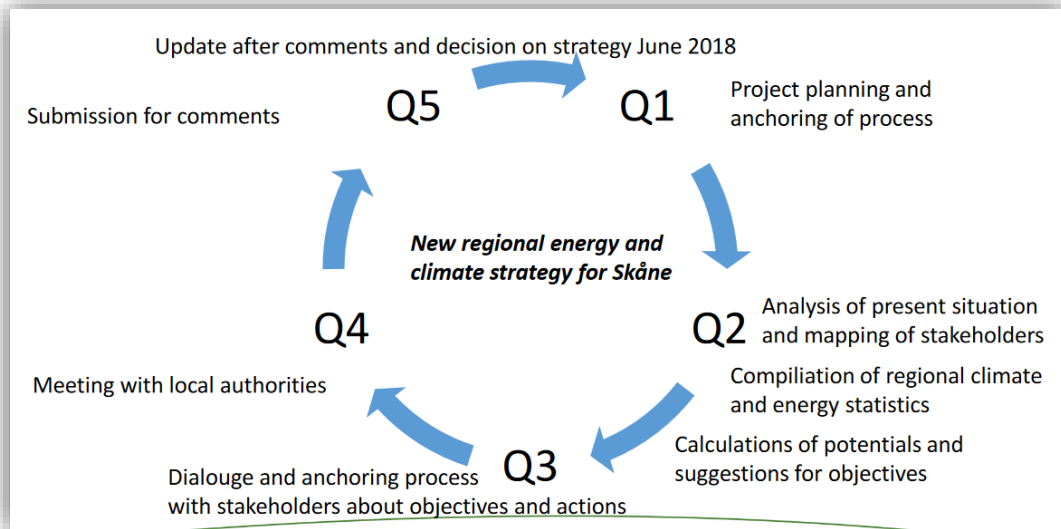 Update after comments and decision on strategy June 2018
Q5
Q1
Project planning and
anchoring of process
Submission for comments
New regional energy and
climate strategy for Skåne
Q2
Analysis of present situation
and mapping of stakeholders
Compiliation of regional climate
and energy statistics
Calculations of potentials and
suggestions for objectives
Q3
Dialouge and anchoring process
with stakeholders about objectives and actions
Q4
Meeting with local authorities